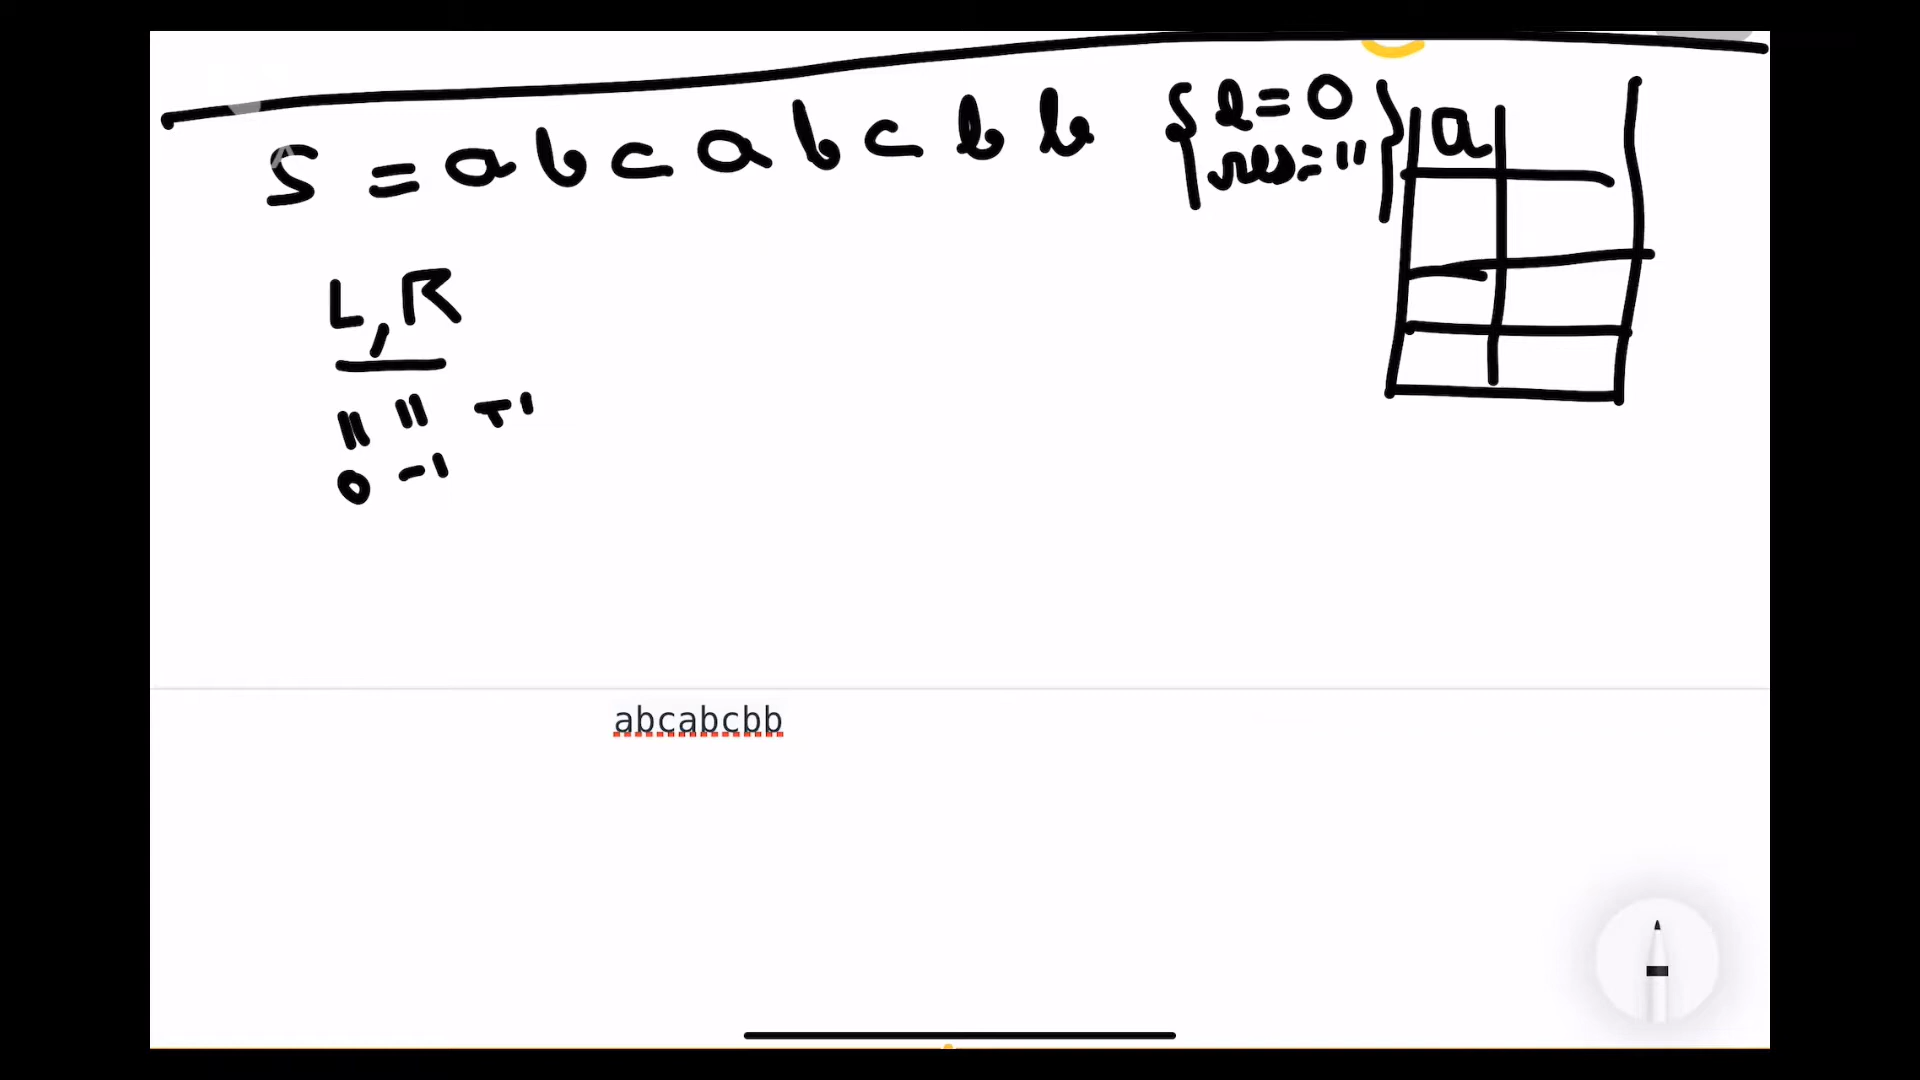 S = a b c a b c b b { l = 0
res = " } a
L, R
" "
0 -1
abcabcbb